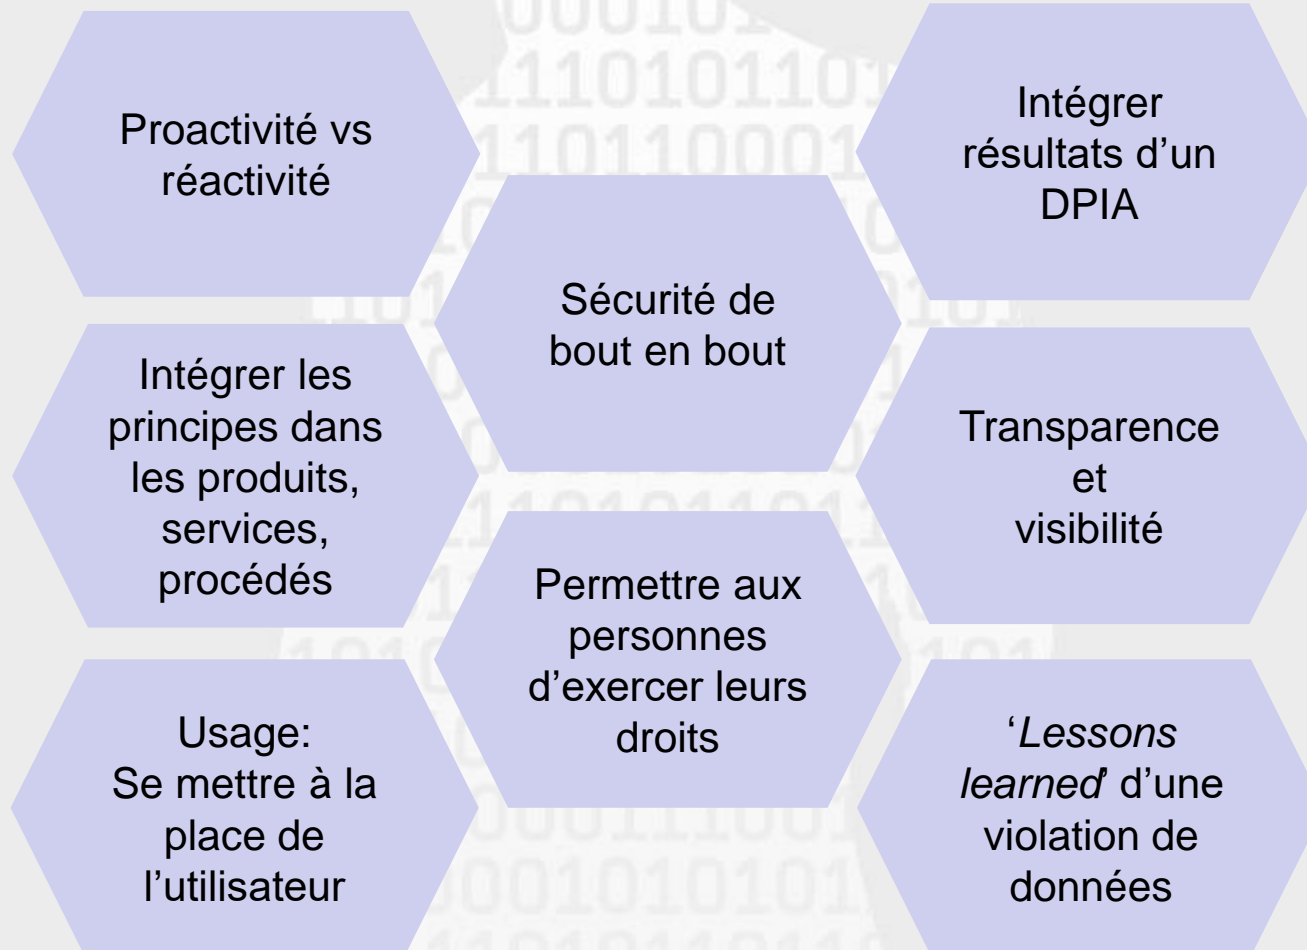 Proactivité vs
réactivité
Intégrer
résultats d’un
DPIA
Sécurité de
bout en bout
Intégrer les
principes dans
les produits,
services,
procédés
Transparence
et
visibilité
Permettre aux
personnes
d’exercer leurs
droits
Usage:
Se mettre à la
place de
l’utilisateur
‘Lessons
learned’ d’une
violation de
données